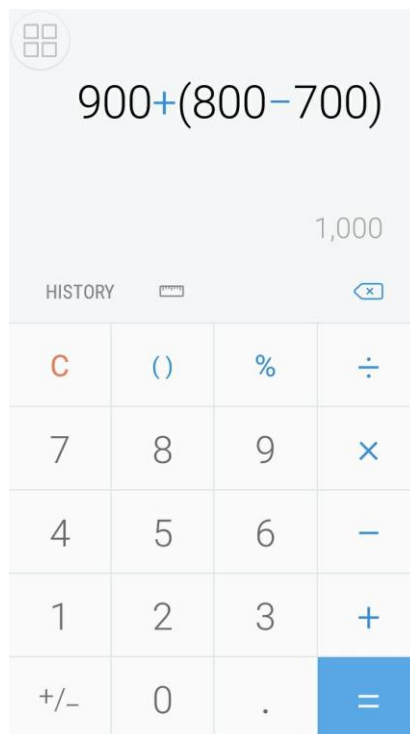 900+(800−700)
1,000
HISTORY
C () % ÷
7 8 9 ×
4 5 6 −
1 2 3 +
+/− 0 . =